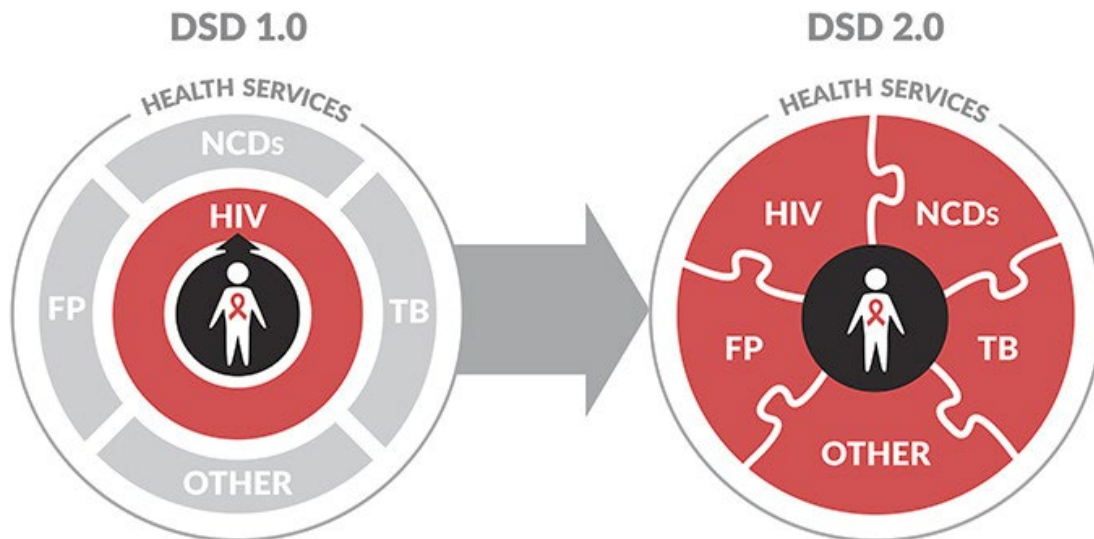 DSD 1.0
HEALTH SERVICES
NCDs
HIV
FP
TB
OTHER
DSD 2.0
HEALTH SERVICES
HIV
NCDs
FP
TB
OTHER